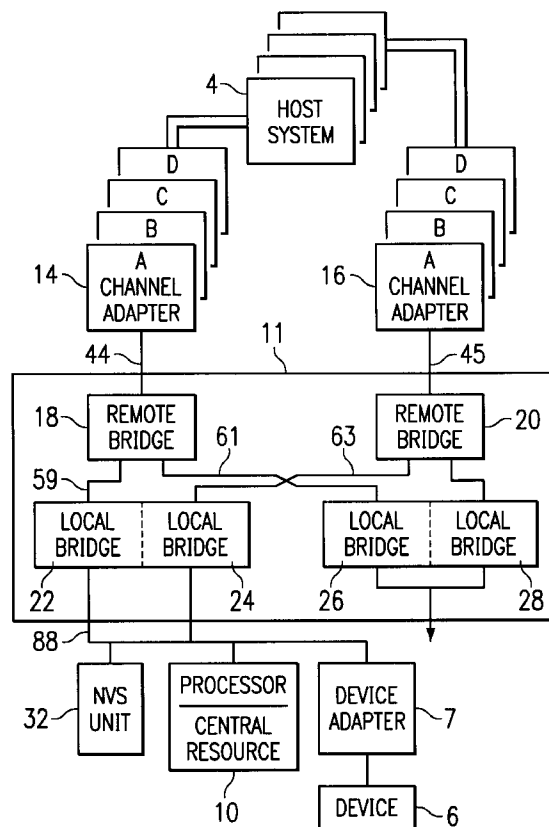 4
HOST
SYSTEM
D
C
B
A
CHANNEL
ADAPTER
14
D
C
B
A
CHANNEL
ADAPTER
16
44
11
45
18
REMOTE
BRIDGE
REMOTE
BRIDGE
20
61
63
59
LOCAL
BRIDGE
LOCAL
BRIDGE
LOCAL
BRIDGE
LOCAL
BRIDGE
22
24
26
28
88
32
NVS
UNIT
PROCESSOR
CENTRAL
RESOURCE
10
DEVICE
ADAPTER
7
DEVICE
6